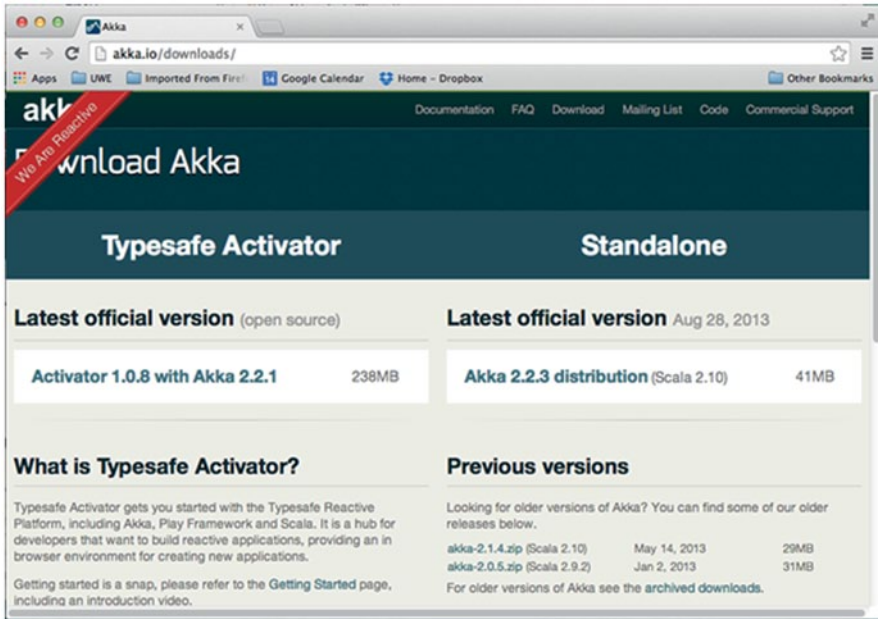 Akka
akka.io/downloads/
Apps UWE Imported From Firef 14 Google Calendar Home – Dropbox Other Bookmarks
akk
We Are Reactive
Documentation FAQ Download Mailing List Code Commercial Support
wnload Akka
Typesafe Activator
Standalone
Latest official version (open source)
Activator 1.0.8 with Akka 2.2.1 238MB
What is Typesafe Activator?
Typesafe Activator gets you started with the Typesafe Reactive
Platform, including Akka, Play Framework and Scala. It is a hub for
developers that want to build reactive applications, providing an in
browser environment for creating new applications.
Getting started is a snap, please refer to the Getting Started page,
including an introduction video.
Latest official version Aug 28, 2013
Akka 2.2.3 distribution (Scala 2.10) 41MB
Previous versions
Looking for older versions of Akka? You can find some of our older
releases below.
akka-2.1.4.zip (Scala 2.10) May 14, 2013 29MB
akka-2.0.5.zip (Scala 2.9.2) Jan 2, 2013 31MB
For older versions of Akka see the archived downloads.